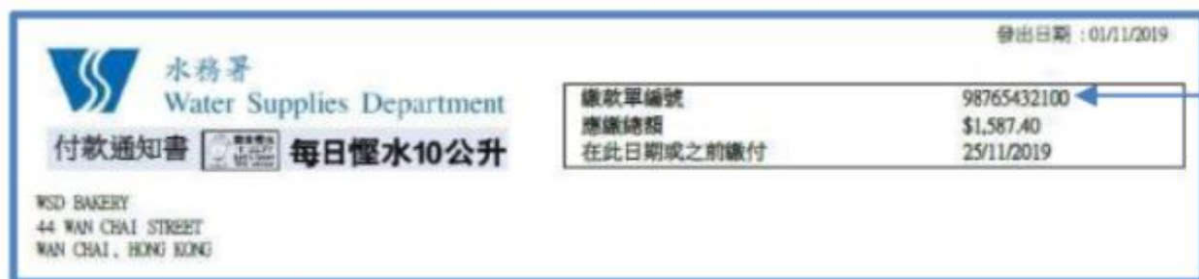 發出日期 : 01/11/2019
水務署
Water Supplies Department
付款通知書 每日慳水10公升
繳款單編號 98765432100
應繳總額 $1,587.40
在此日期或之前繳付 25/11/2019
WSD BAKERY
44 WAN CHAI STREET
WAN CHAI, HONG KONG